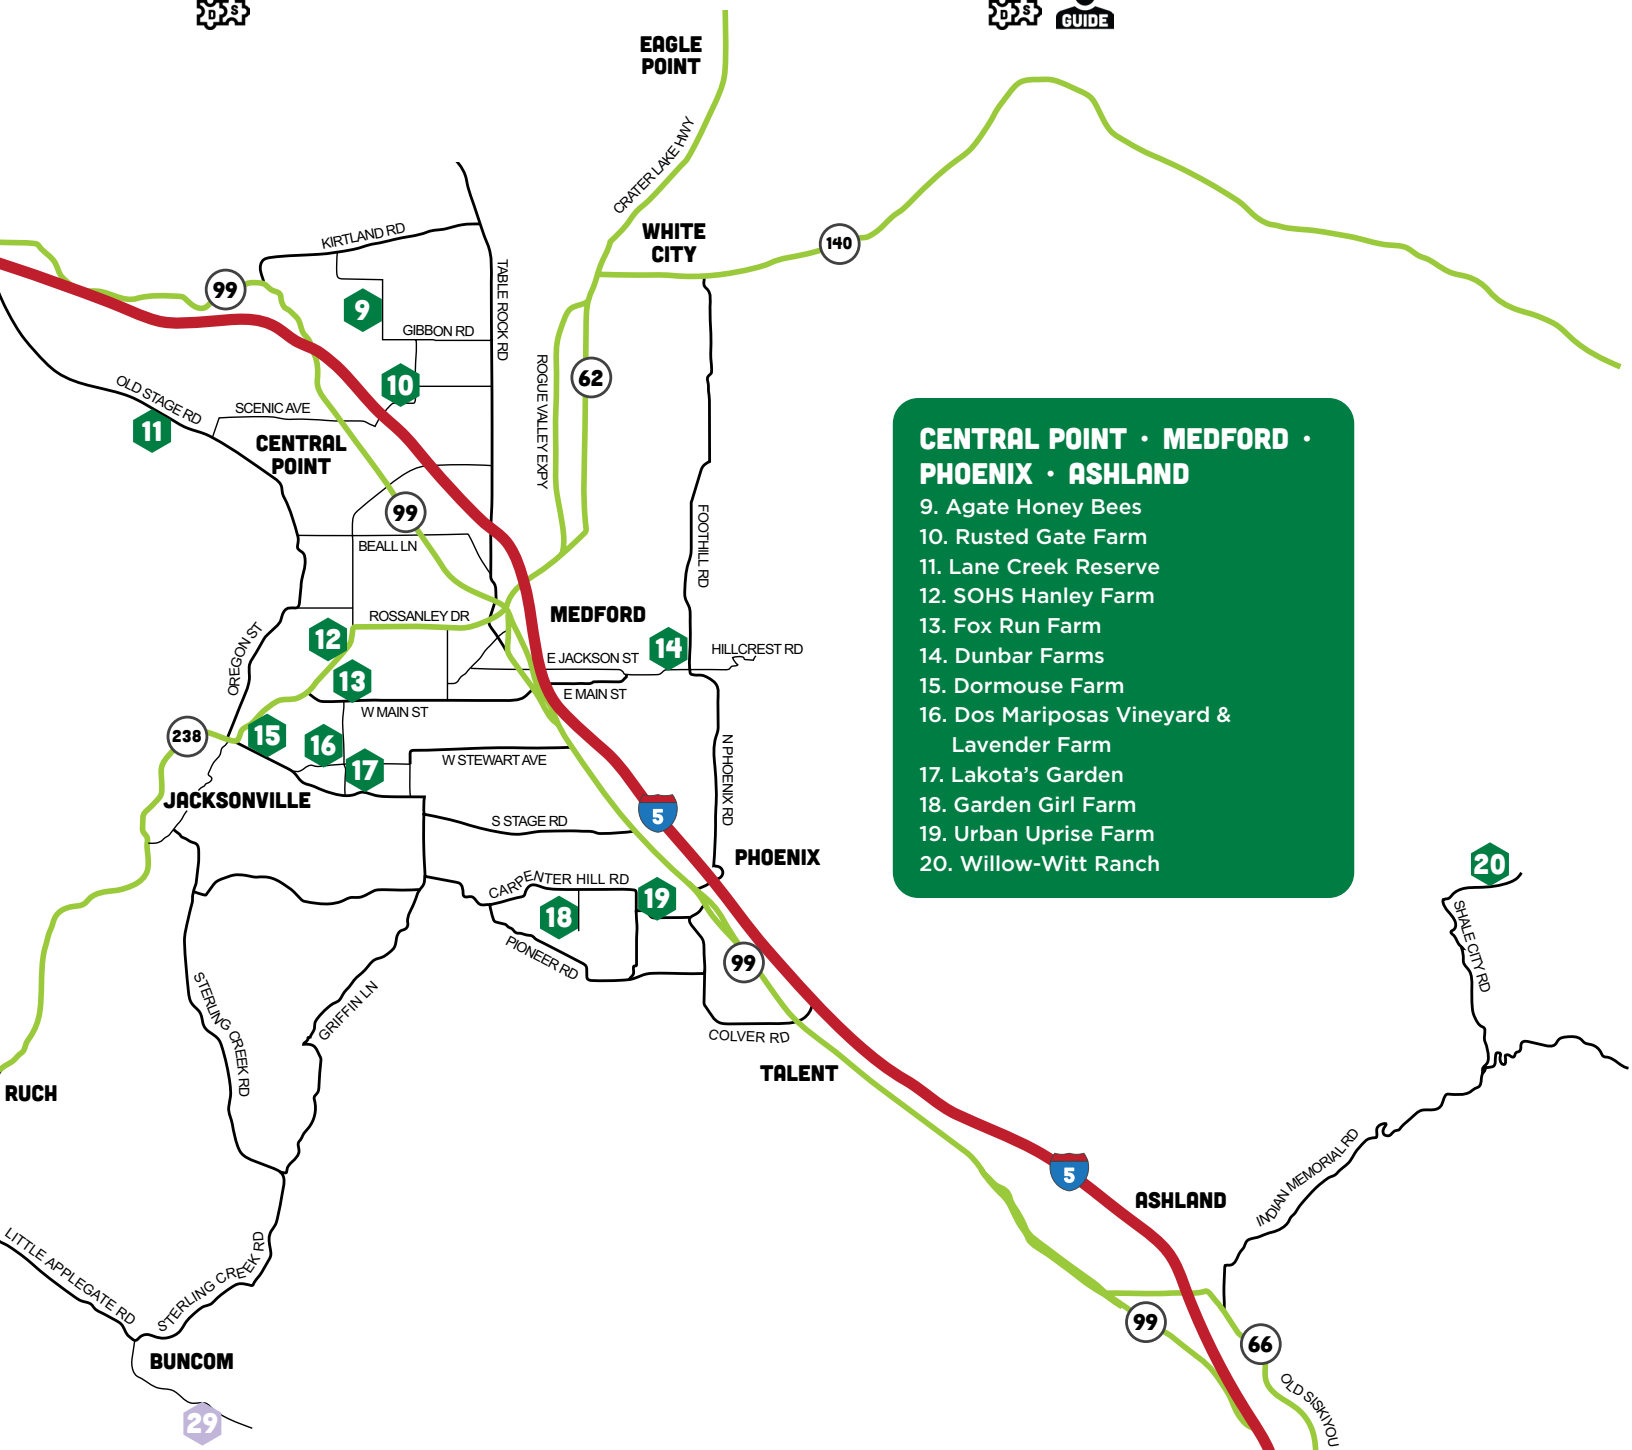 D S
D S
GUIDE
EAGLE
POINT
CRATER LAKE HWY
WHITE
CITY
140
KIRTLAND RD
99
9
TABLE ROCK RD
GIBBON RD
10
ROGUE VALLEY EXPY
62
OLD STAGE RD
SCENIC AVE
11
CENTRAL
POINT
99
BEALL LN
FOOTHILL RD
CENTRAL POINT • MEDFORD •
PHOENIX • ASHLAND
9. Agate Honey Bees
10. Rusted Gate Farm
11. Lane Creek Reserve
12. SOHS Hanley Farm
13. Fox Run Farm
14. Dunbar Farms
15. Dormouse Farm
16. Dos Mariposas Vineyard &
Lavender Farm
17. Lakota’s Garden
18. Garden Girl Farm
19. Urban Uprise Farm
20. Willow-Witt Ranch
ROSSANLEY DR
MEDFORD
12
14
HILLCREST RD
OREGON ST
E JACKSON ST
13
E MAIN ST
W MAIN ST
238
15
16
17
W STEWART AVE
N PHOENIX RD
JACKSONVILLE
5
S STAGE RD
PHOENIX
CARPENTER HILL RD
19
18
20
PIONEER RD
99
SHALE CITY RD
STERLING CREEK RD
GRIFFIN LN
COLVER RD
TALENT
RUCH
5
INDIAN MEMORIAL RD
ASHLAND
LITTLE APPLEGATE RD
STERLING CREEK RD
99
66
BUNCOM
OLD SISKIYOU
29